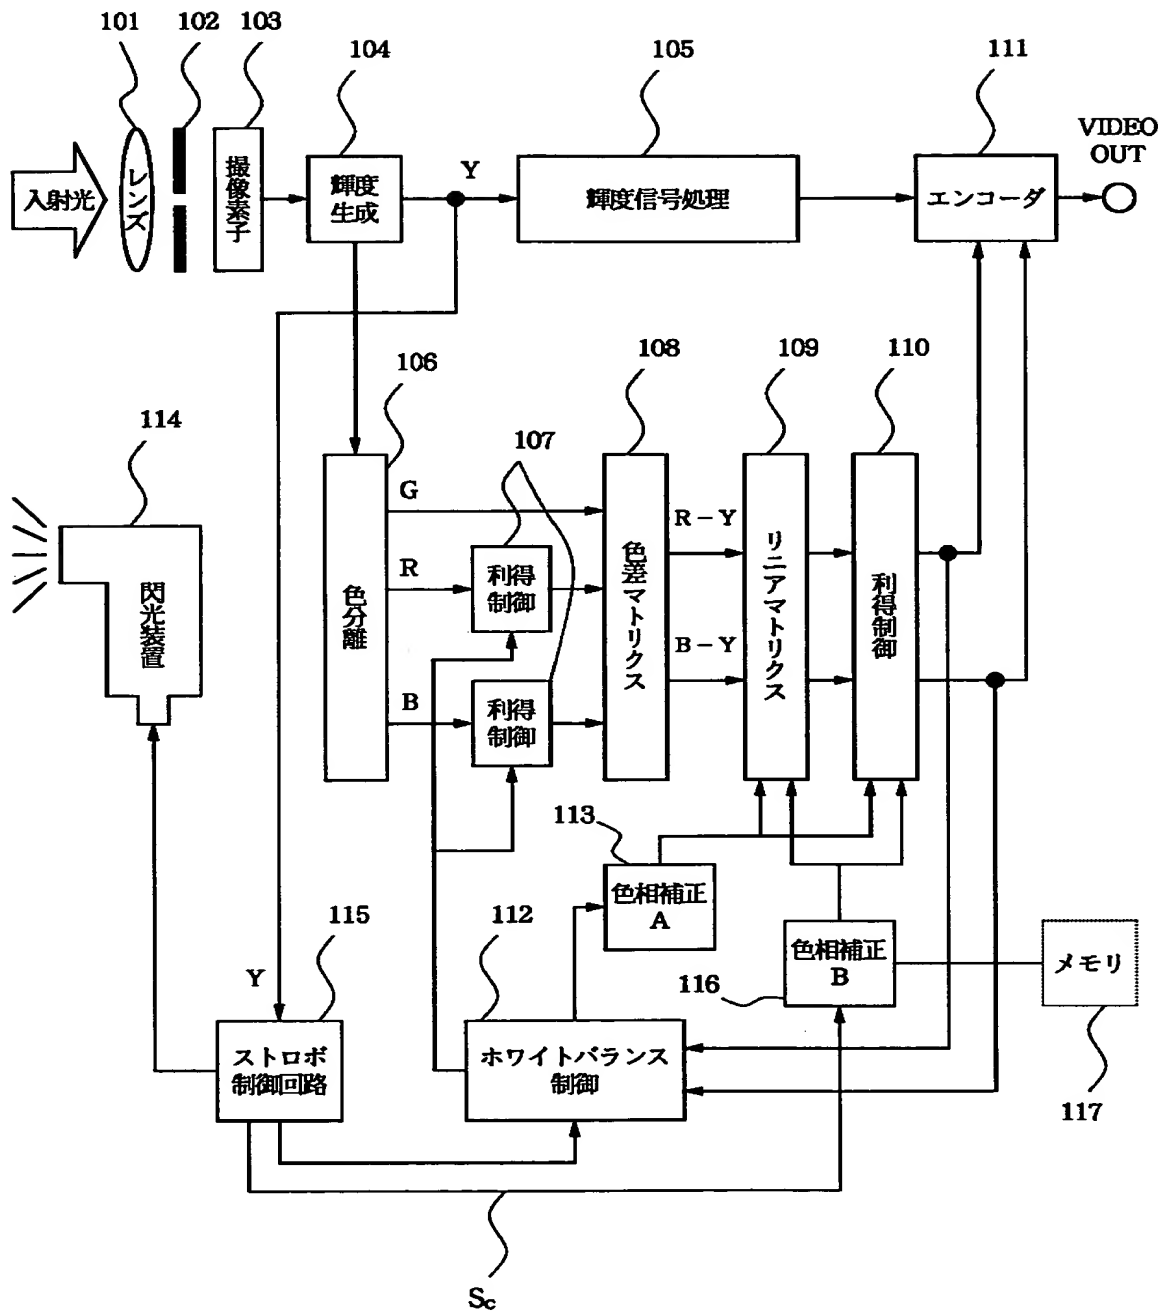 101
102
103
104
105
111
VIDEO
OUT
入射光
レンズ
撮像素子
輝度
生成
Y
輝度信号処理
エンコーダ
106
107
108
109
110
114
閃光装置
色分離
G
R
B
利得
制御
利得
制御
色差マトリクス
R－Y
B－Y
リニアマトリクス
利得制御
113
色相補正
A
115
112
116
色相補正
B
メモリ
117
Y
ストロボ
制御回路
ホワイトバランス
制御
Sc